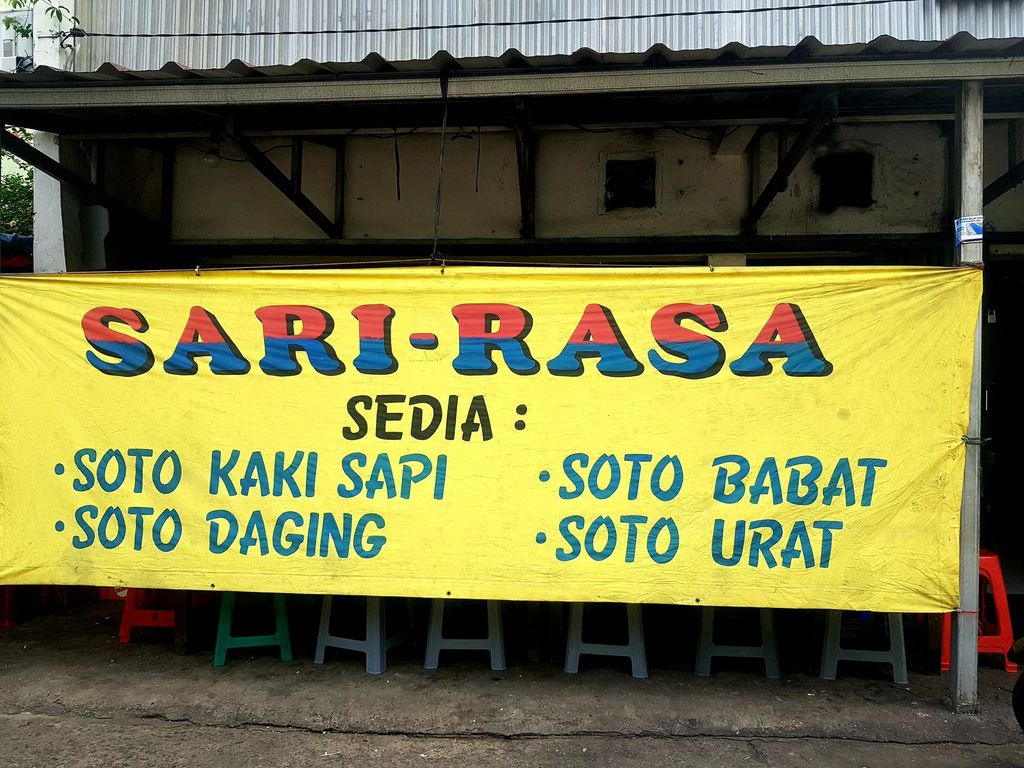 SARI-RASA
SEDIA :
·SOTO KAKI SAPI
·SOTO DAGING
·SOTO BABAT
·SOTO URAT